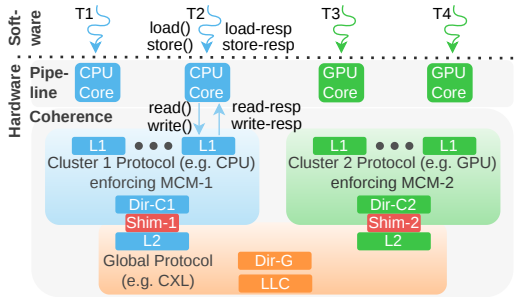 T1
T2
T3
T4
Soft-
ware
load()
store()
load-resp
store-resp
Hardware
Pipe-
line
CPU
Core
CPU
Core
GPU
Core
GPU
Core
read()
write()
read-resp
write-resp
Coherence
L1
L1
L1
L1
Cluster 1 Protocol (e.g. CPU)
enforcing MCM-1
Cluster 2 Protocol (e.g. GPU)
enforcing MCM-2
Dir-C1
Shim-1
L2
Dir-C2
Shim-2
L2
Global Protocol
(e.g. CXL)
Dir-G
LLC